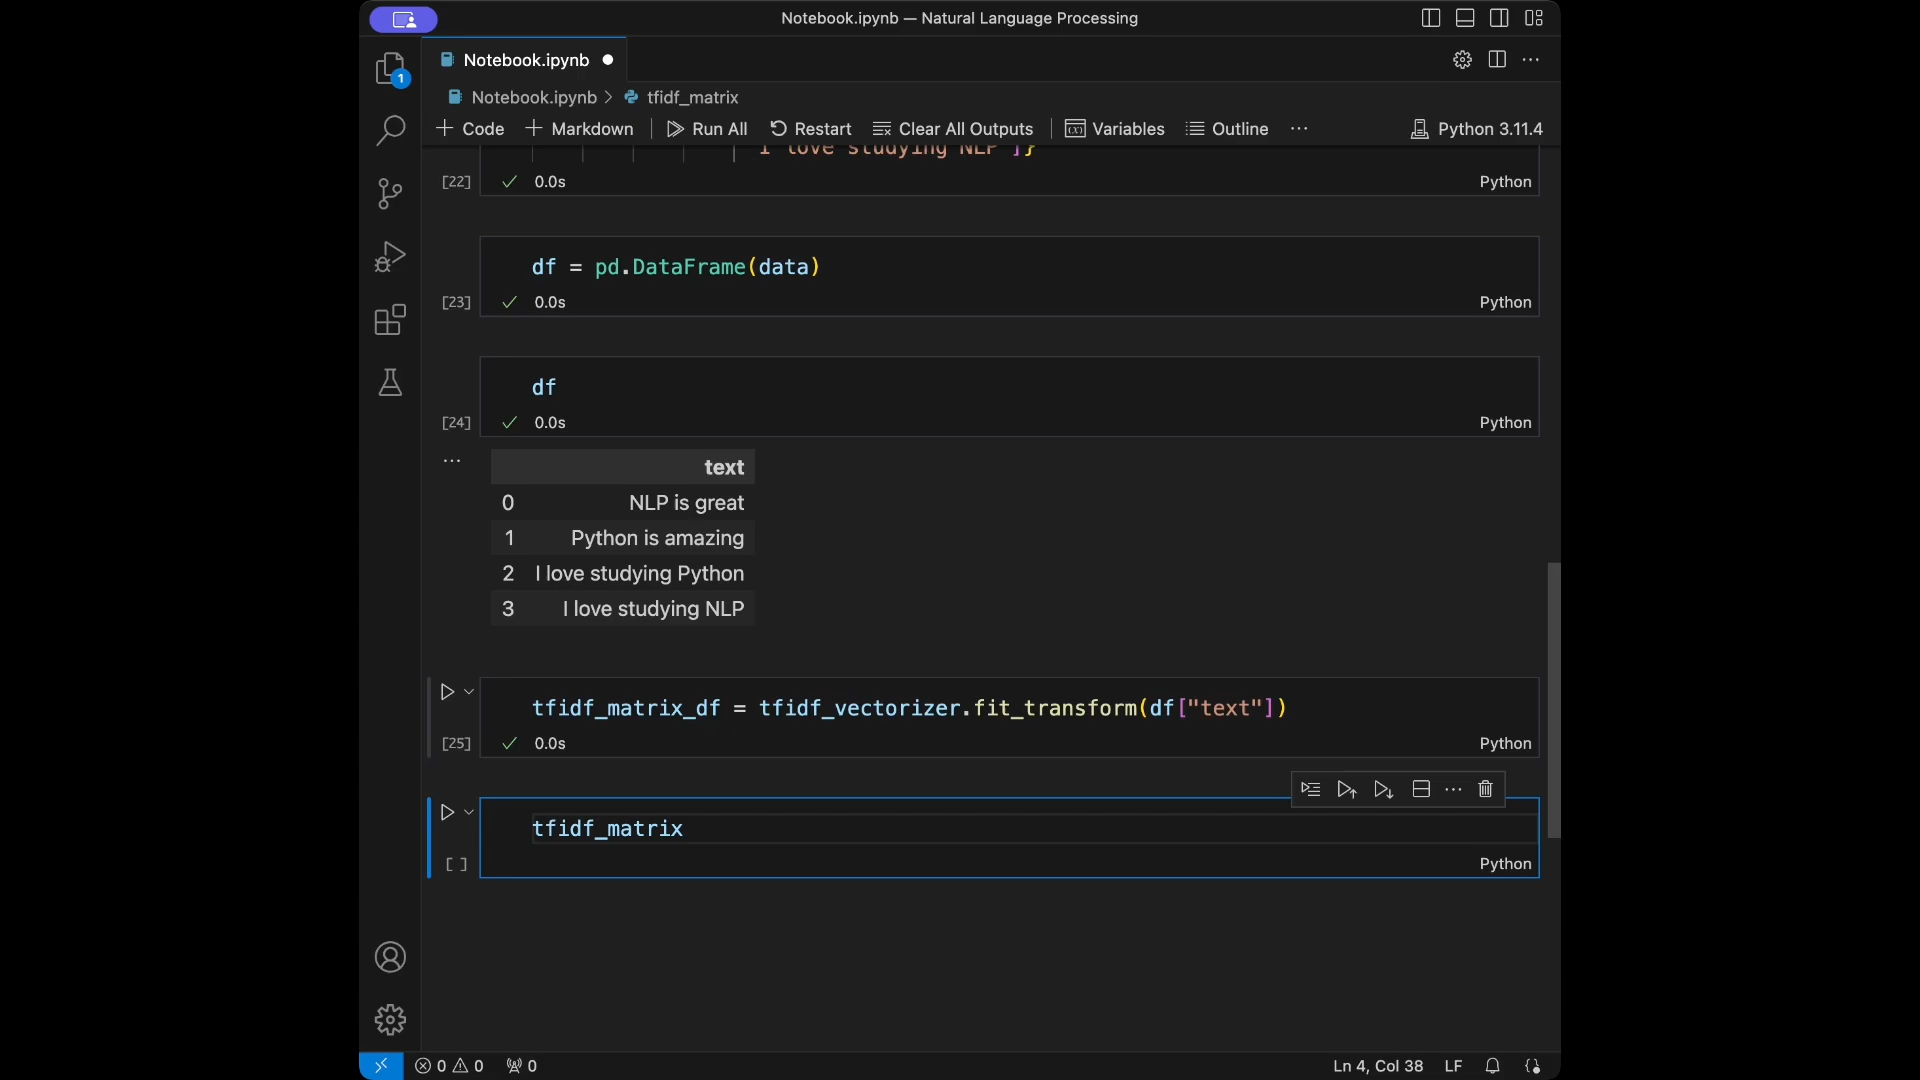 Notebook.ipynb — Natural Language Processing
1
Notebook.ipynb
Notebook.ipynb > tfidf_matrix
+ Code + Markdown Run All Restart Clear All Outputs Variables Outline ... Python 3.11.4
I love studying NLP"]}
[22] ✓ 0.0s Python
df = pd.DataFrame(data)
[23] ✓ 0.0s Python
df
[24] ✓ 0.0s Python
...
text
0 NLP is great
1 Python is amazing
2 I love studying Python
3 I love studying NLP
tfidf_matrix_df = tfidf_vectorizer.fit_transform(df["text"])
[25] ✓ 0.0s Python
tfidf_matrix
[ ] Python
0 0 0 Ln 4, Col 38 LF